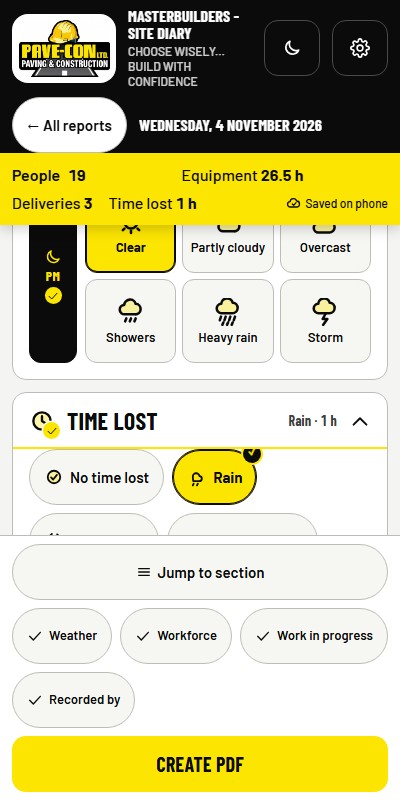 PAVE-CON LTD.
PAVING & CONSTRUCTION
MASTERBUILDERS -
SITE DIARY
CHOOSE WISELY...
BUILD WITH
CONFIDENCE
← All reports
WEDNESDAY, 4 NOVEMBER 2026
People 19
Equipment 26.5 h
Deliveries 3
Time lost 1 h
Saved on phone
PM
Clear
Partly cloudy
Overcast
Showers
Heavy rain
Storm
TIME LOST
Rain · 1 h
No time lost
Rain
Jump to section
Weather
Workforce
Work in progress
Recorded by
CREATE PDF